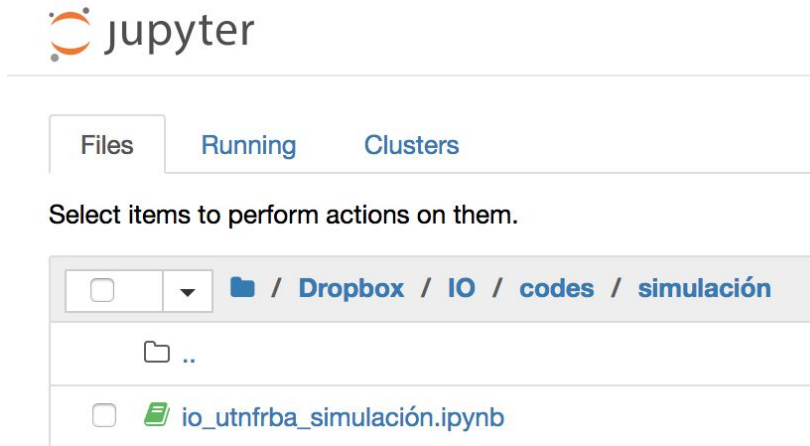 jupyter
Files Running Clusters
Select items to perform actions on them.
/ Dropbox / IO / codes / simulación
..
io_utnfrba_simulación.ipynb